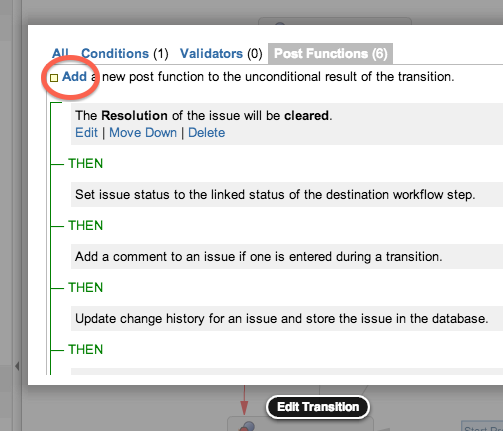 All Conditions (1) Validators (0) Post Functions (6)
Add a new post function to the unconditional result of the transition.
The Resolution of the issue will be cleared.
Edit | Move Down | Delete
THEN
Set issue status to the linked status of the destination workflow step.
THEN
Add a comment to an issue if one is entered during a transition.
THEN
Update change history for an issue and store the issue in the database.
THEN
Edit Transition